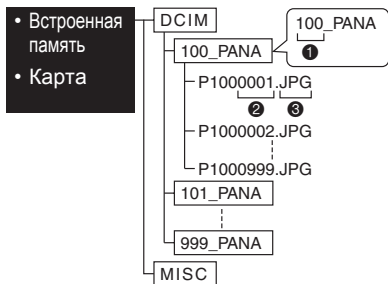 • Встроенная
память
• Карта
DCIM
100_PANA
100_PANA
❶
P1000001.JPG
❷ ❸
P1000002.JPG
P1000999.JPG
101_PANA
999_PANA
MISC